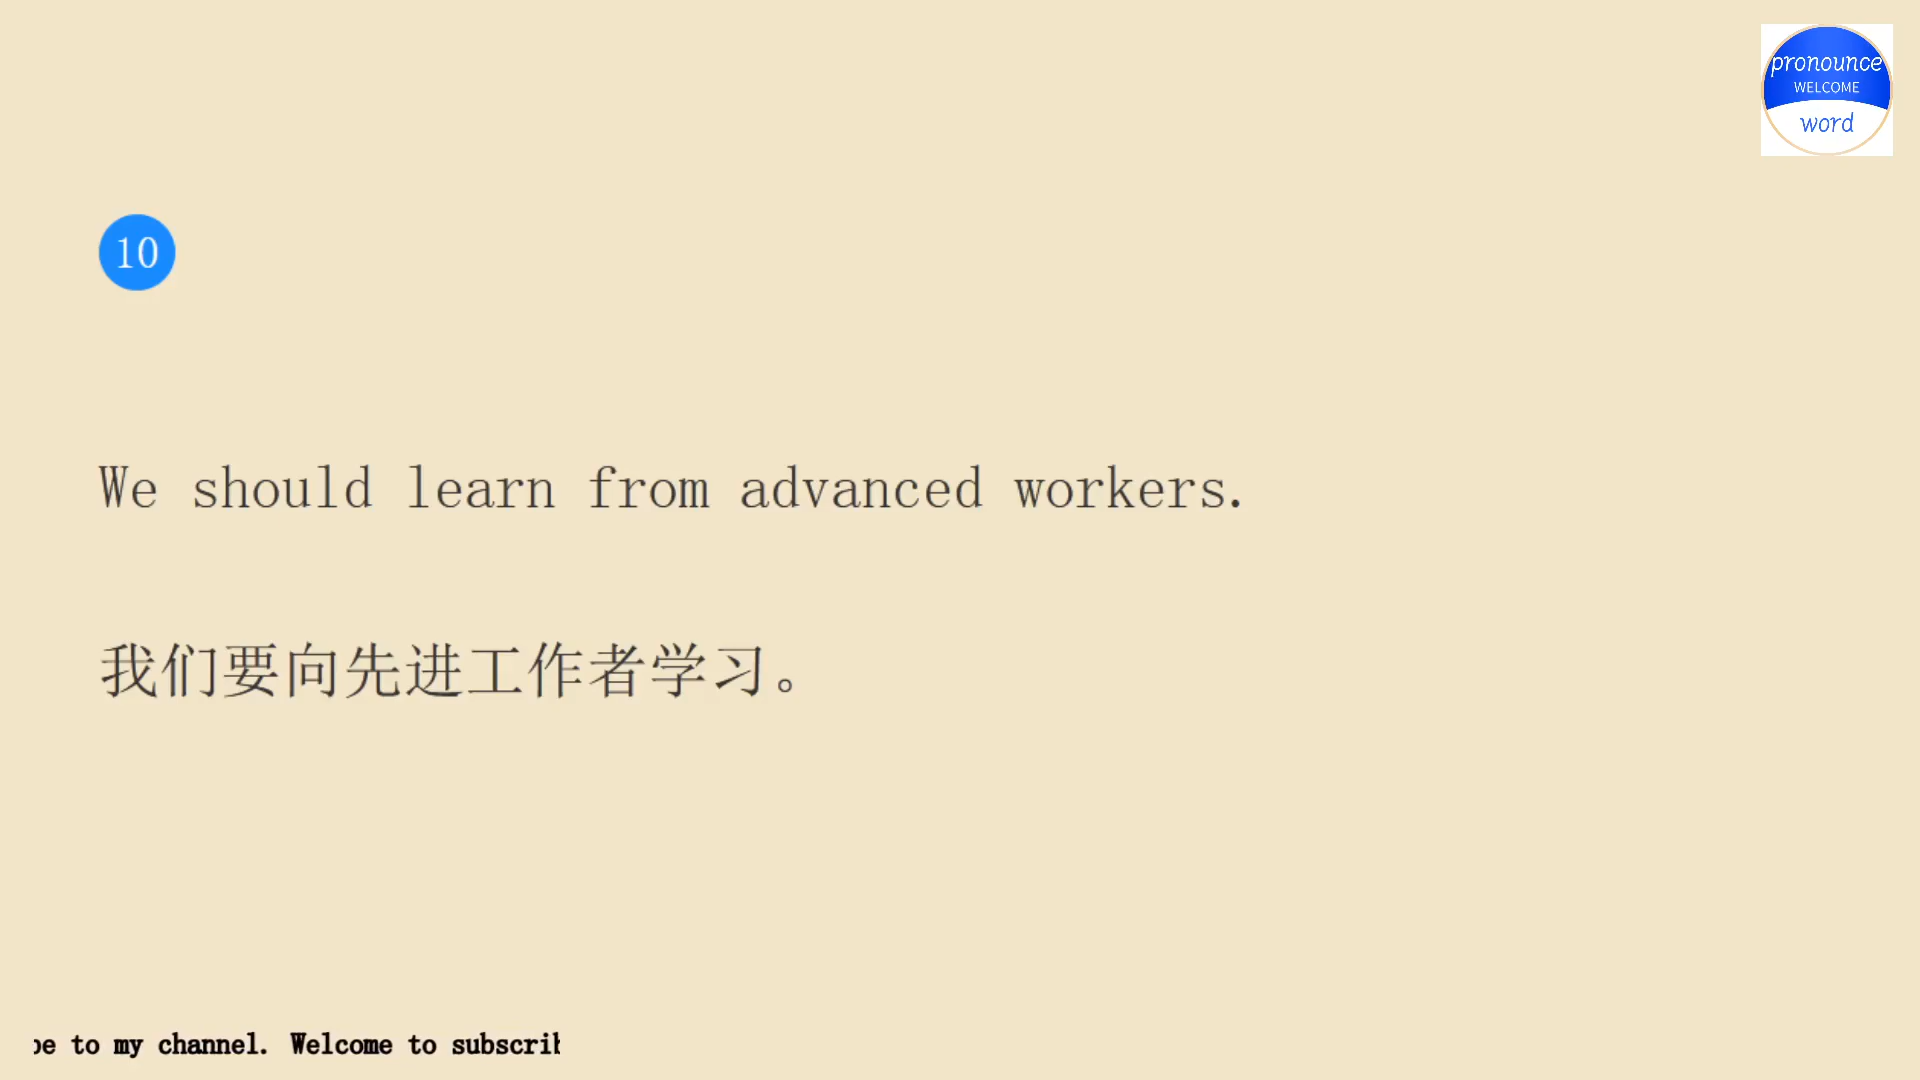 pronounce
WELCOME
word
10
We should learn from advanced workers.
我们要向先进工作者学习。
to my channel. Welcome to